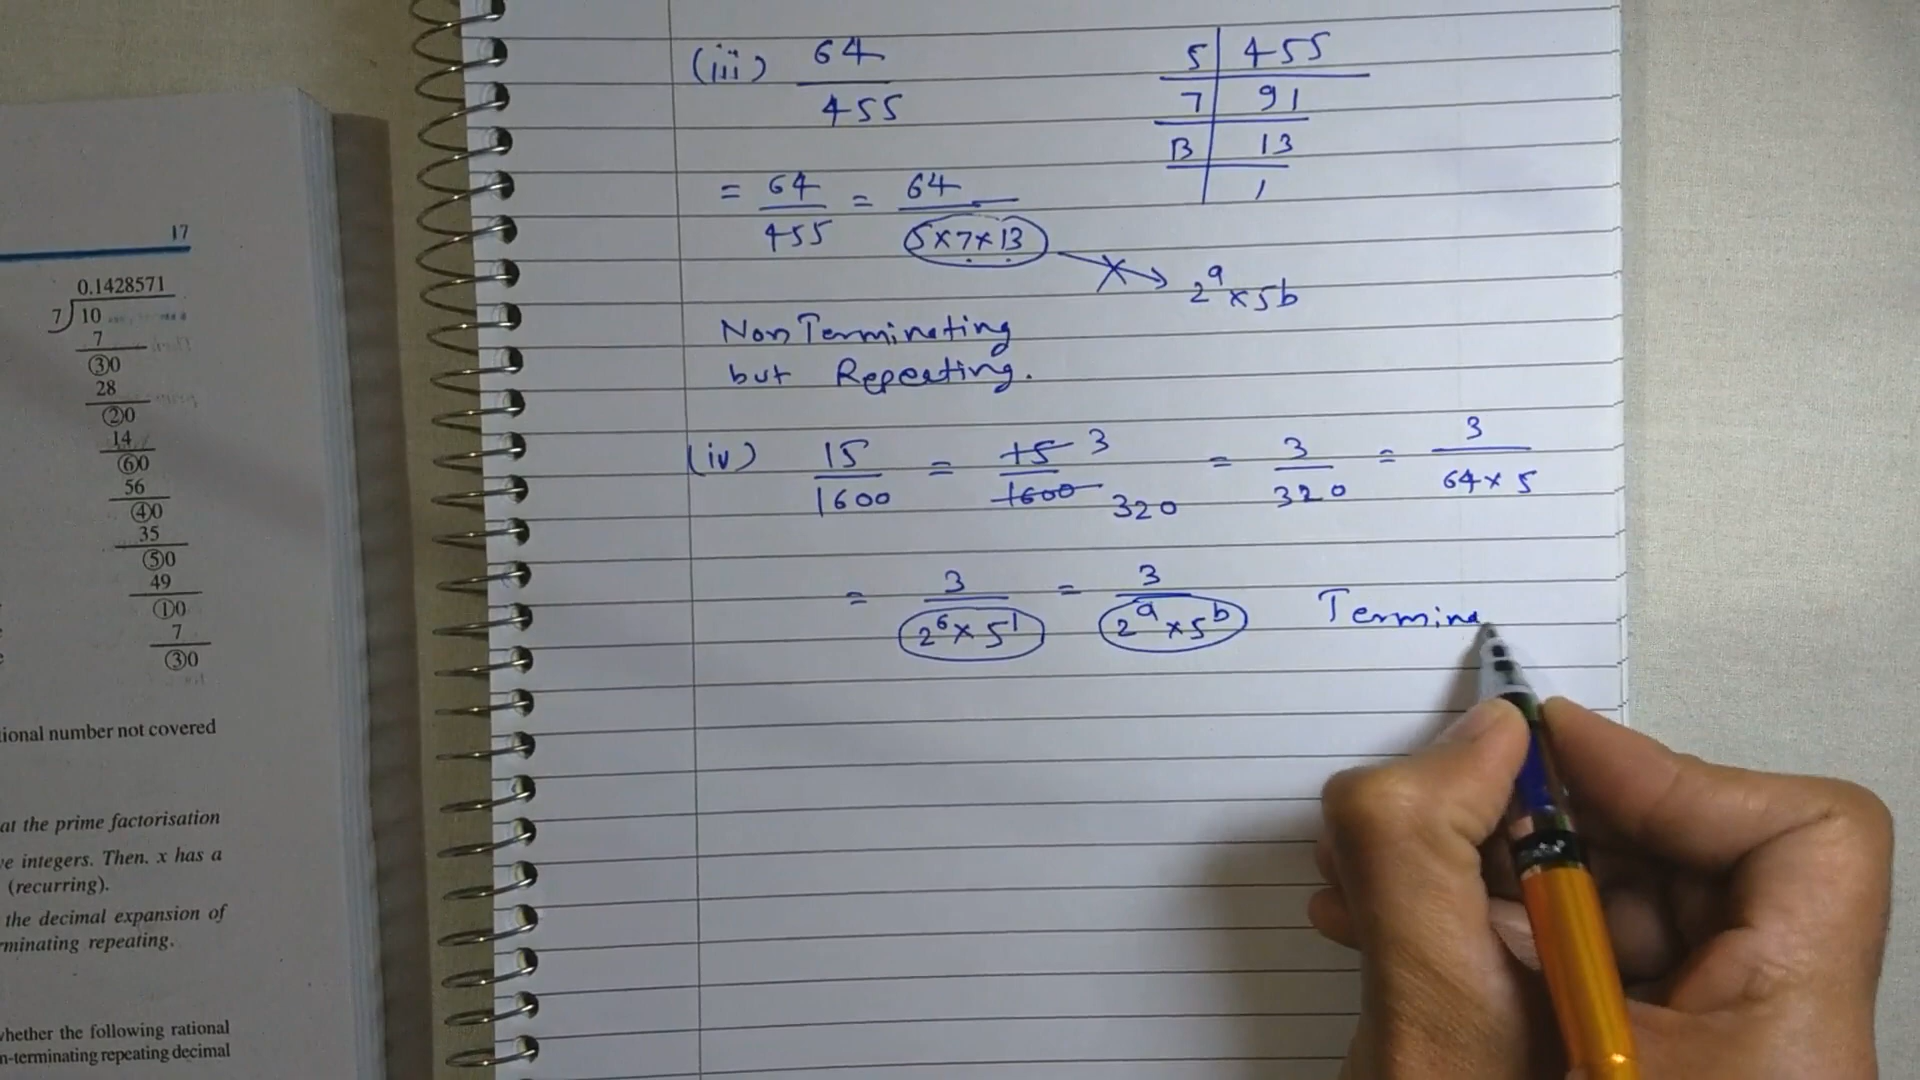 17
0.1428571
7 10
7
30
28
20
14
60
56
40
35
50
49
10
7
30
ional number not covered
at the prime factorisation
ve integers. Then. x has a
(recurring).
the decimal expansion of
rminating repeating.
whether the following rational
n-terminating repeating decimal
(iii) 64/455
5 | 455
7 | 91
13 | 13
1
= 64/455 = 64/5×7×13
2^a × 5b
Non Terminating
but Repeating.
(iv) 15/1600 = 15/1600 3 320 = 3/320 = 3/64×5
= 3/2^6×5^1 = 3/2^a×5^b Termina